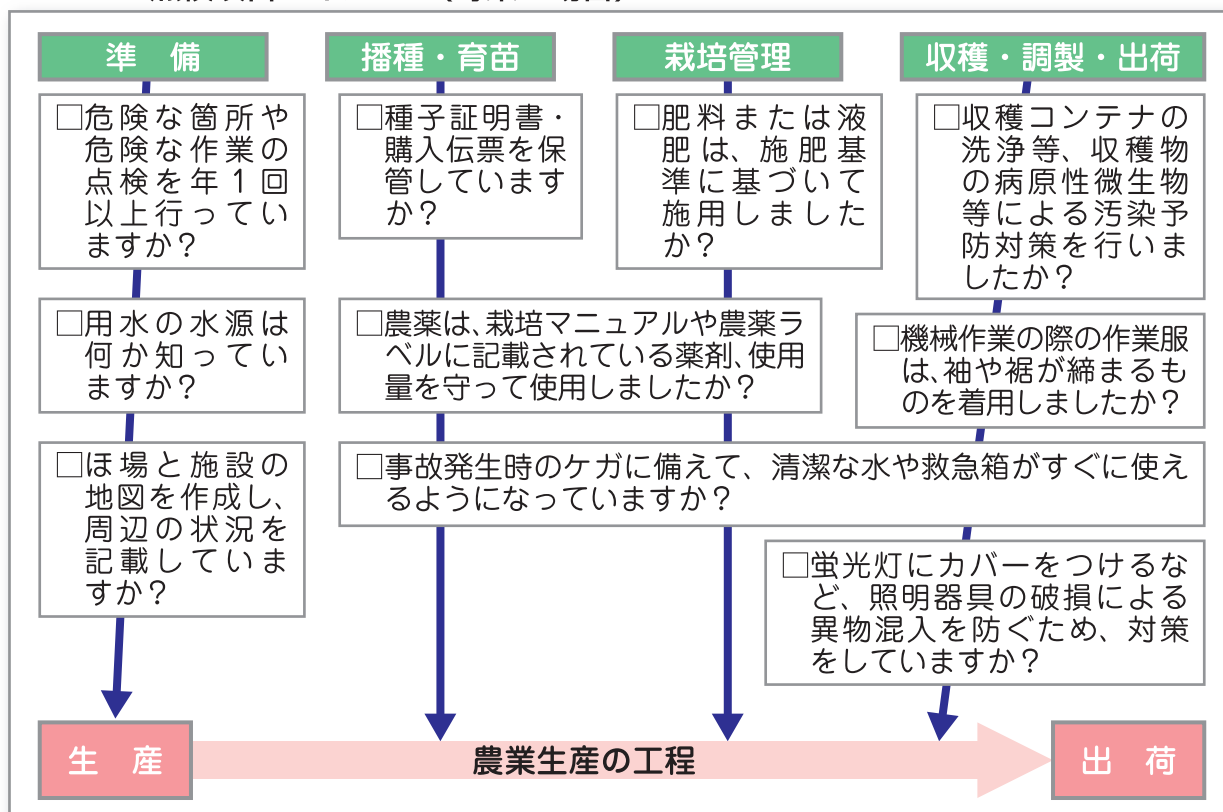 準　備
□危険な箇所や
危険な作業の
点検を年１回
以上行ってい
ますか？
□用水の水源は
何か知ってい
ますか？
□ほ場と施設の
地図を作成し、
周辺の状況を
記載していま
すか？
播種・育苗
□種子証明書・
購入伝票を保
管しています
か？
栽培管理
□肥料または液
肥は、施肥基
準に基づいて
施用しました
か？
□農薬は、栽培マニュアルや農薬ラ
ベルに記載されている薬剤、使用
量を守って使用しましたか？
収穫・調製・出荷
□収穫コンテナの
洗浄等、収穫物
の病原性微生物
等による汚染予
防対策を行いま
したか？
□機械作業の際の作業服
は、袖や裾が締まるも
のを着用しましたか？
□事故発生時のケガに備えて、清潔な水や救急箱がすぐに使え
るようになっていますか？
□蛍光灯にカバーをつけるな
ど、照明器具の破損による
異物混入を防ぐため、対策
をしていますか？
生　産
農業生産の工程
出　荷